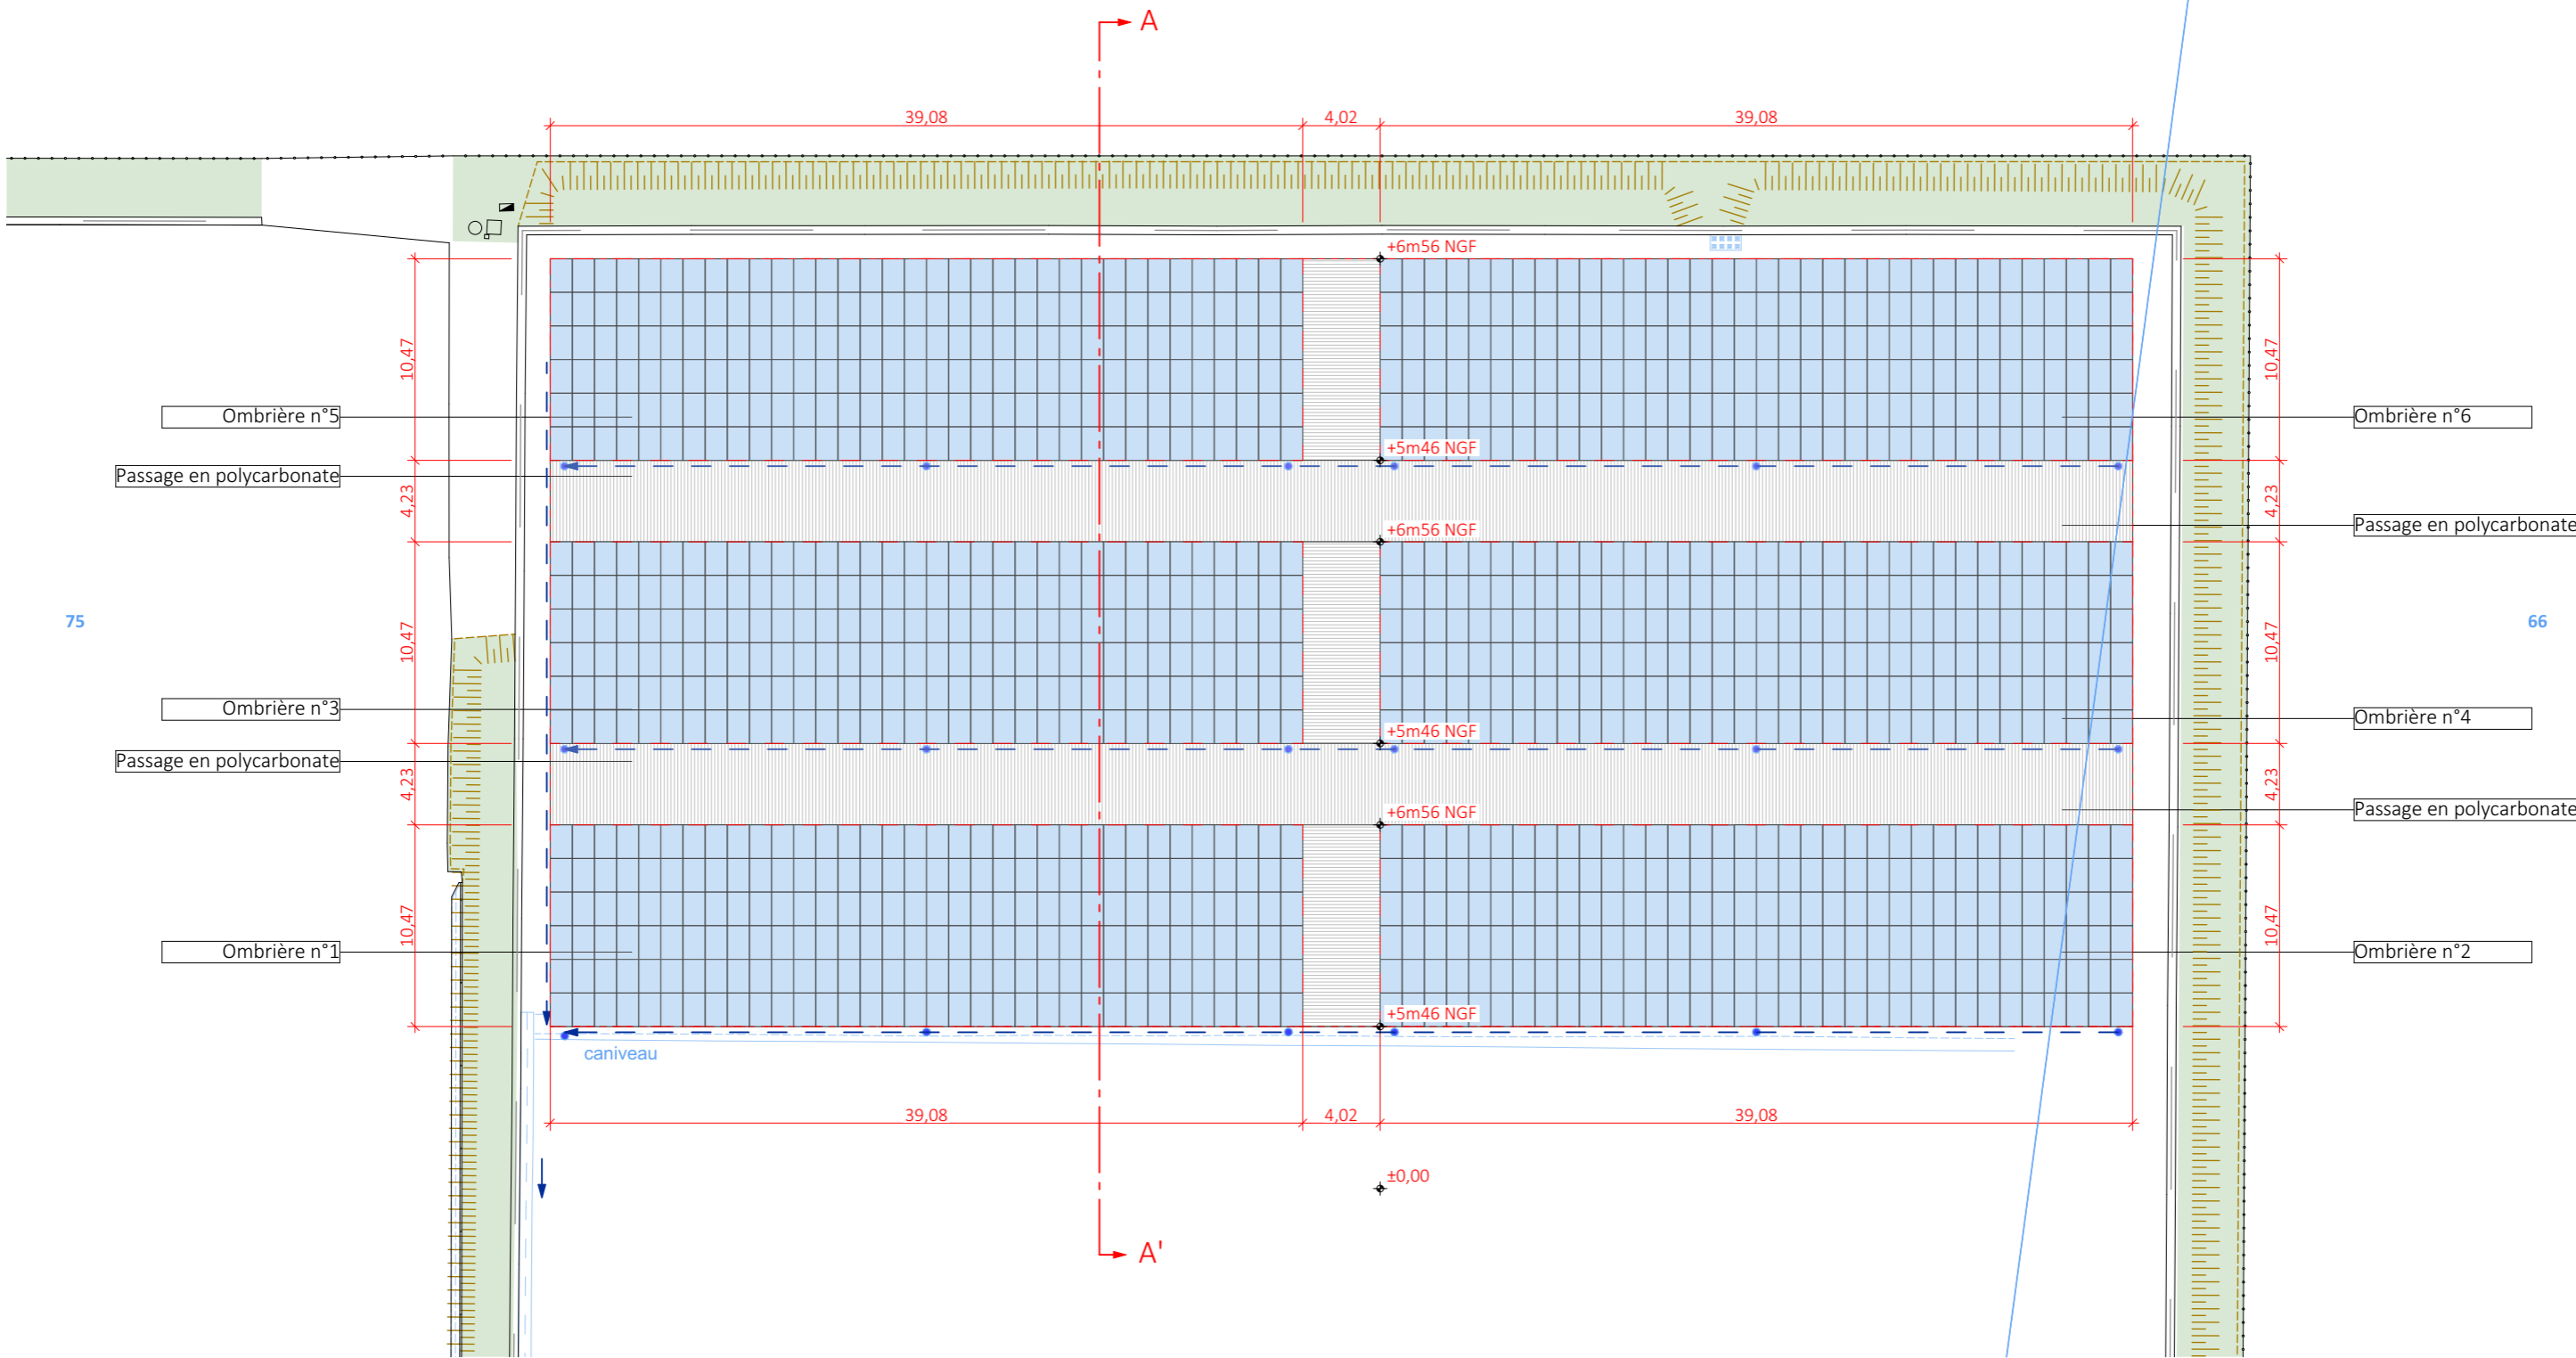 A
39,08
4,02
39,08
+6m56 NGF
10,47
10,47
Ombrière n°5
Ombrière n°6
+5m46 NGF
Passage en polycarbonate
4,23
4,23
+6m56 NGF
Passage en polycarbonate
75
10,47
10,47
66
Ombrière n°3
Ombrière n°4
+5m46 NGF
Passage en polycarbonate
4,23
4,23
+6m56 NGF
Passage en polycarbonate
10,47
10,47
Ombrière n°1
Ombrière n°2
+5m46 NGF
caniveau
39,08
4,02
39,08
±0,00
A'